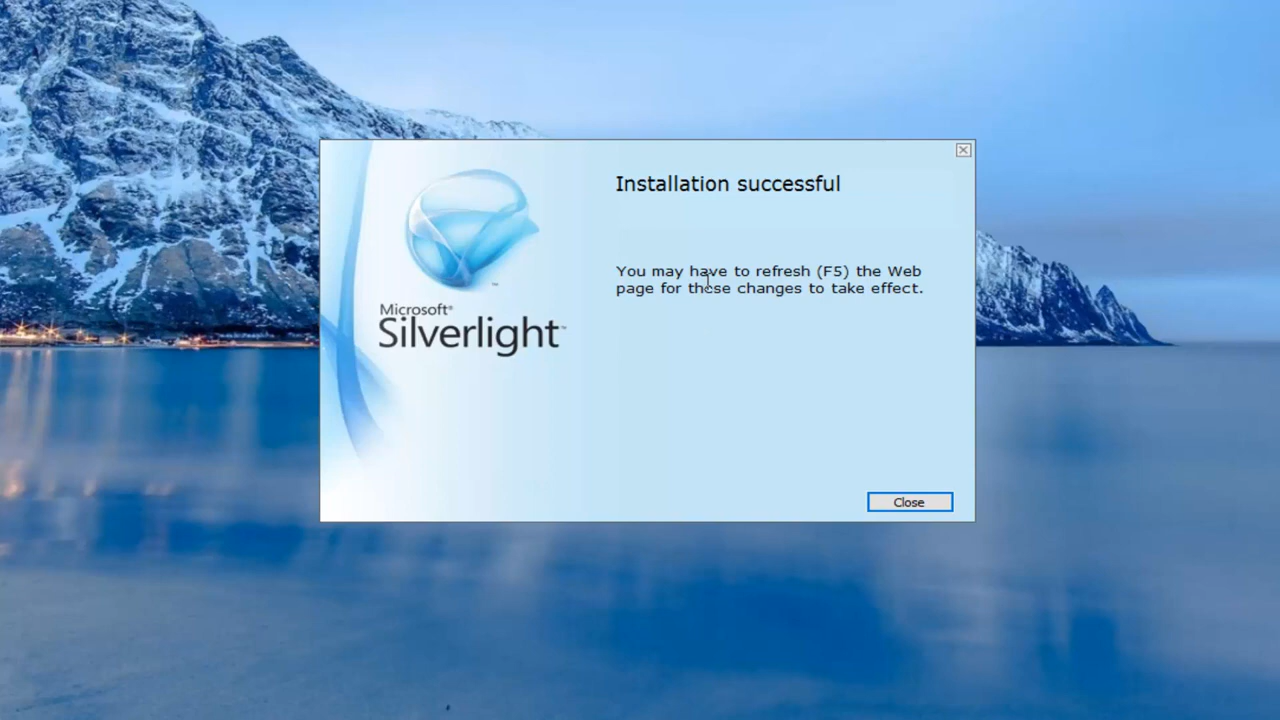 Installation successful
You may have to refresh (F5) the Web
page for these changes to take effect.
Microsoft®
Silverlight™
Close